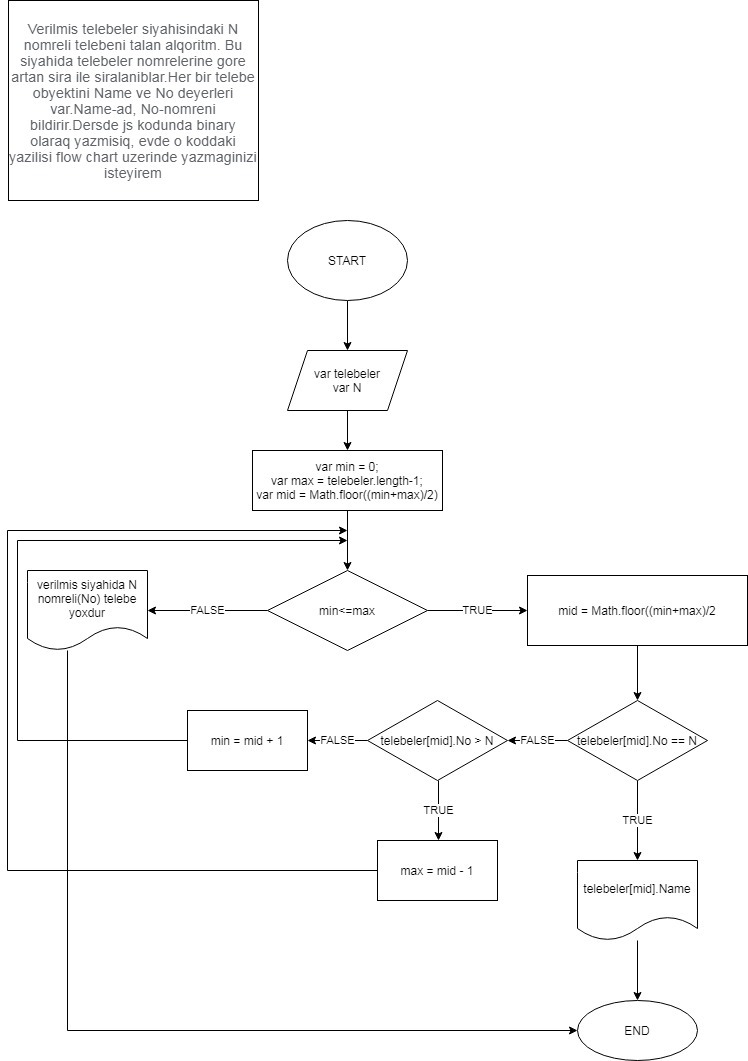 Verilmis telebeler siyahisindaki N
nomreli telebeni talan alqoritm. Bu
siyahida telebeler nomrelerine gore
artan sira ile siralaniblar.Her bir telebe
obyektini Name ve No deyerleri
var.Name-ad, No-nomreni
bildirir.Dersde js kodunda binary
olaraq yazmisiq, evde o koddaki
yazilisi flow chart uzerinde yazmaginizi
isteyirem
START
var telebeler
var N
var min = 0;
var max = telebeler.length-1;
var mid = Math.floor((min+max)/2)
verilmis siyahida N
nomreli(No) telebe
yoxdur
FALSE
min<=max
TRUE
mid = Math.floor((min+max)/2
min = mid + 1
FALSE
telebeler[mid].No > N
FALSE
telebeler[mid].No == N
TRUE
TRUE
max = mid - 1
telebeler[mid].Name
END